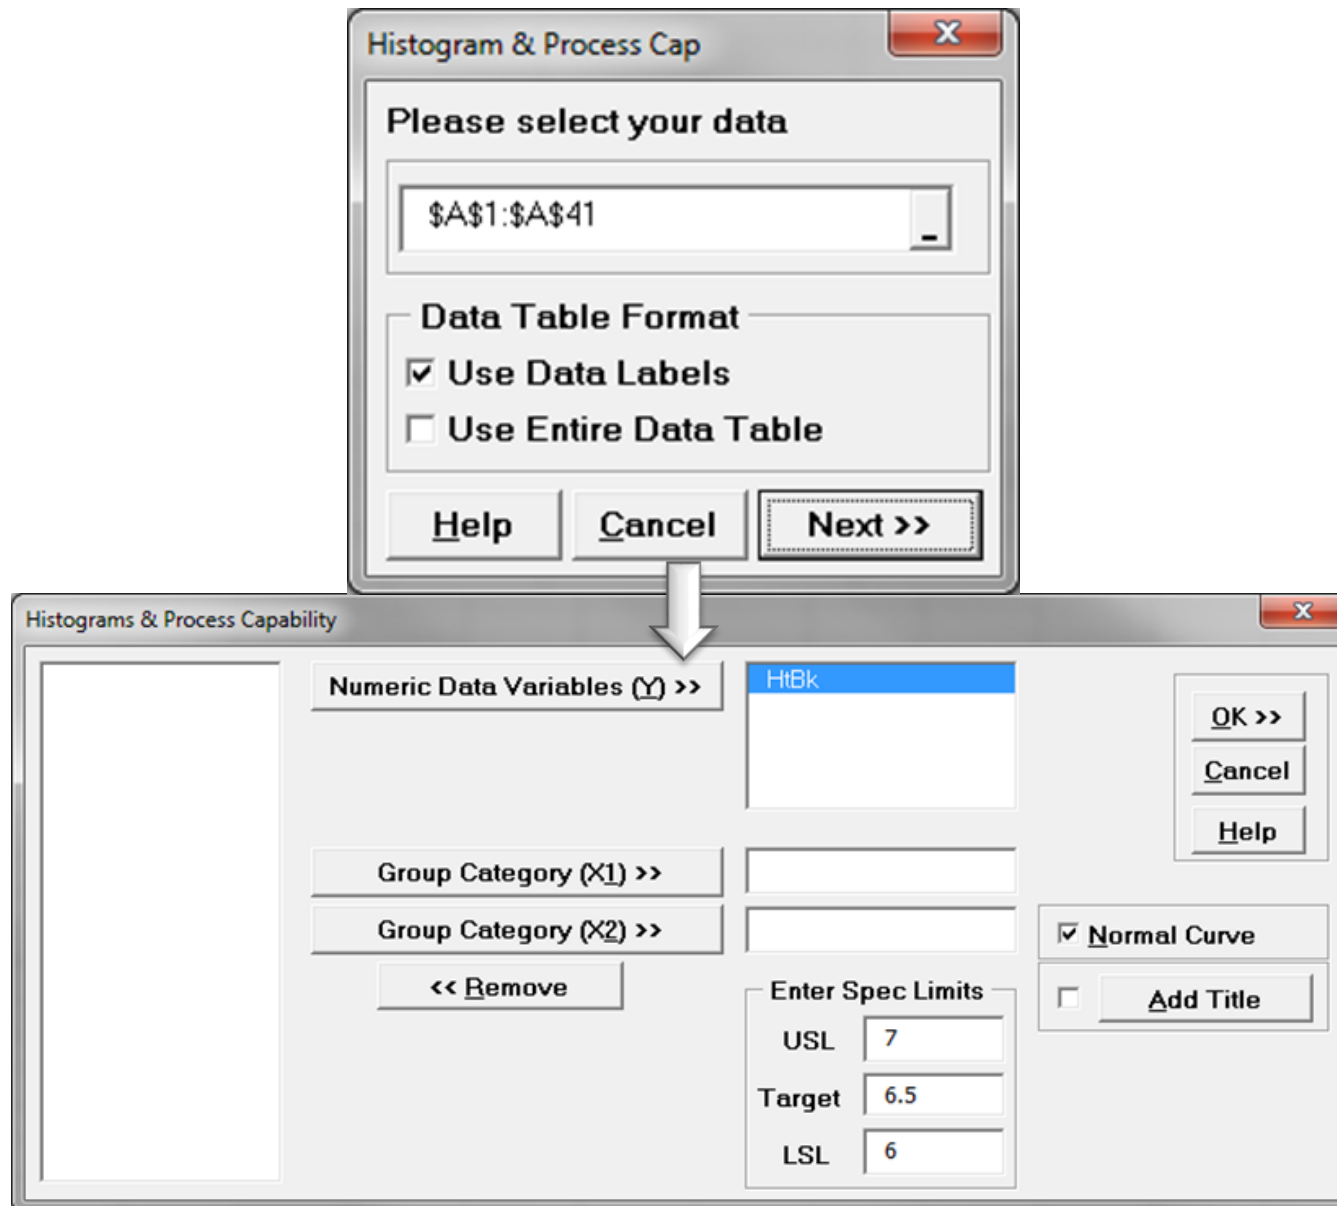 Histogram & Process Cap
X
Please select your data
$A$1:$A$41
Data Table Format
Use Data Labels
Use Entire Data Table
Help Cancel Next >>
Histograms & Process Capability
X
Numeric Data Variables (Y) >> HtBk
OK >>
Cancel
Help
Group Category (X1) >>
Group Category (X2) >>
<< Remove
Normal Curve
Add Title
Enter Spec Limits
USL 7
Target 6.5
LSL 6